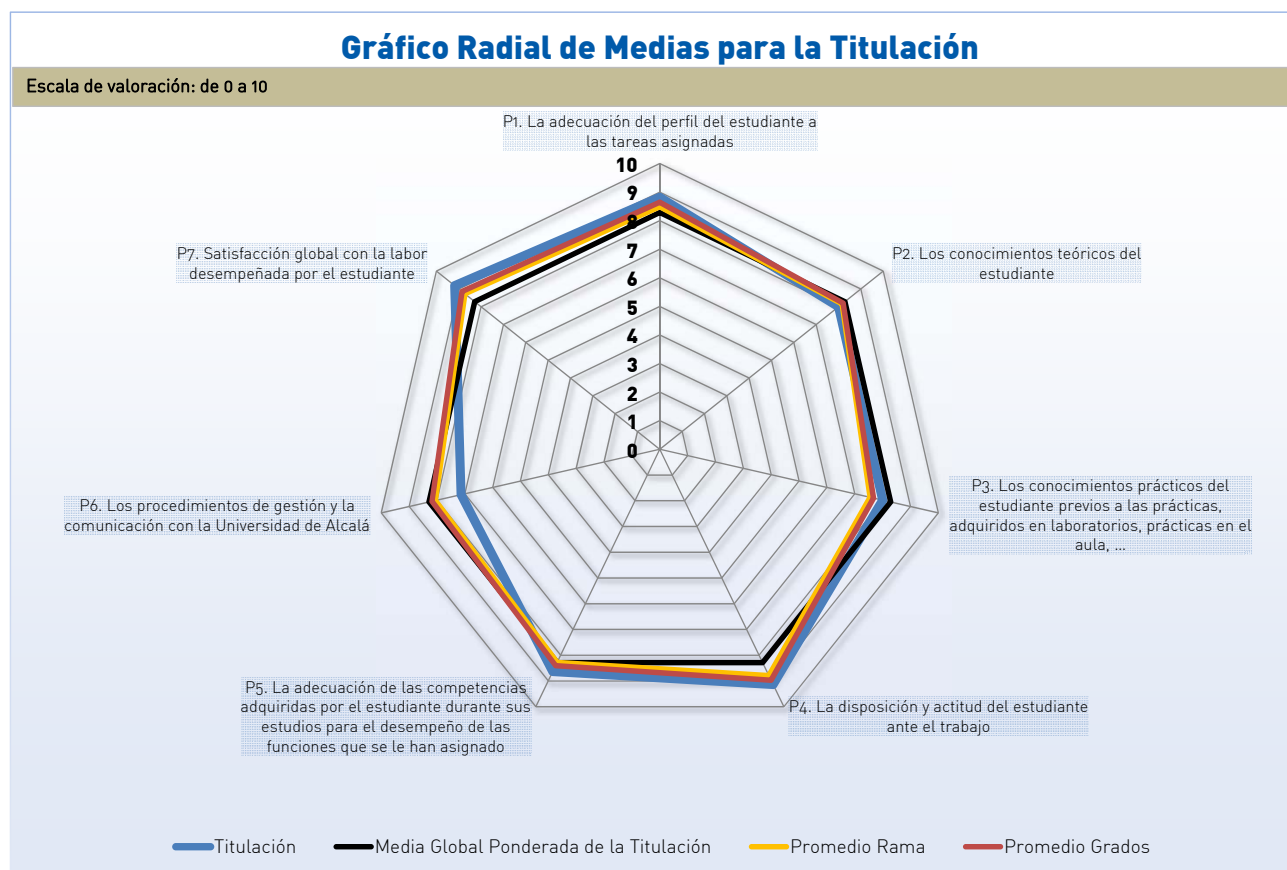 Gráfico Radial de Medias para la Titulación
Escala de valoración: de 0 a 10
P1. La adecuación del perfil del estudiante a
las tareas asignadas
10
9
8
7
6
5
4
3
2
1
0
P2. Los conocimientos teóricos del
estudiante
P3. Los conocimientos prácticos del
estudiante previos a las prácticas,
adquiridos en laboratorios, prácticas en el
aula, ...
P4. La disposición y actitud del estudiante
ante el trabajo
P5. La adecuación de las competencias
adquiridas por el estudiante durante sus
estudios para el desempeño de las
funciones que se le han asignado
P6. Los procedimientos de gestión y la
comunicación con la Universidad de Alcalá
P7. Satisfacción global con la labor
desempeñada por el estudiante
Titulación
Media Global Ponderada de la Titulación
Promedio Rama
Promedio Grados